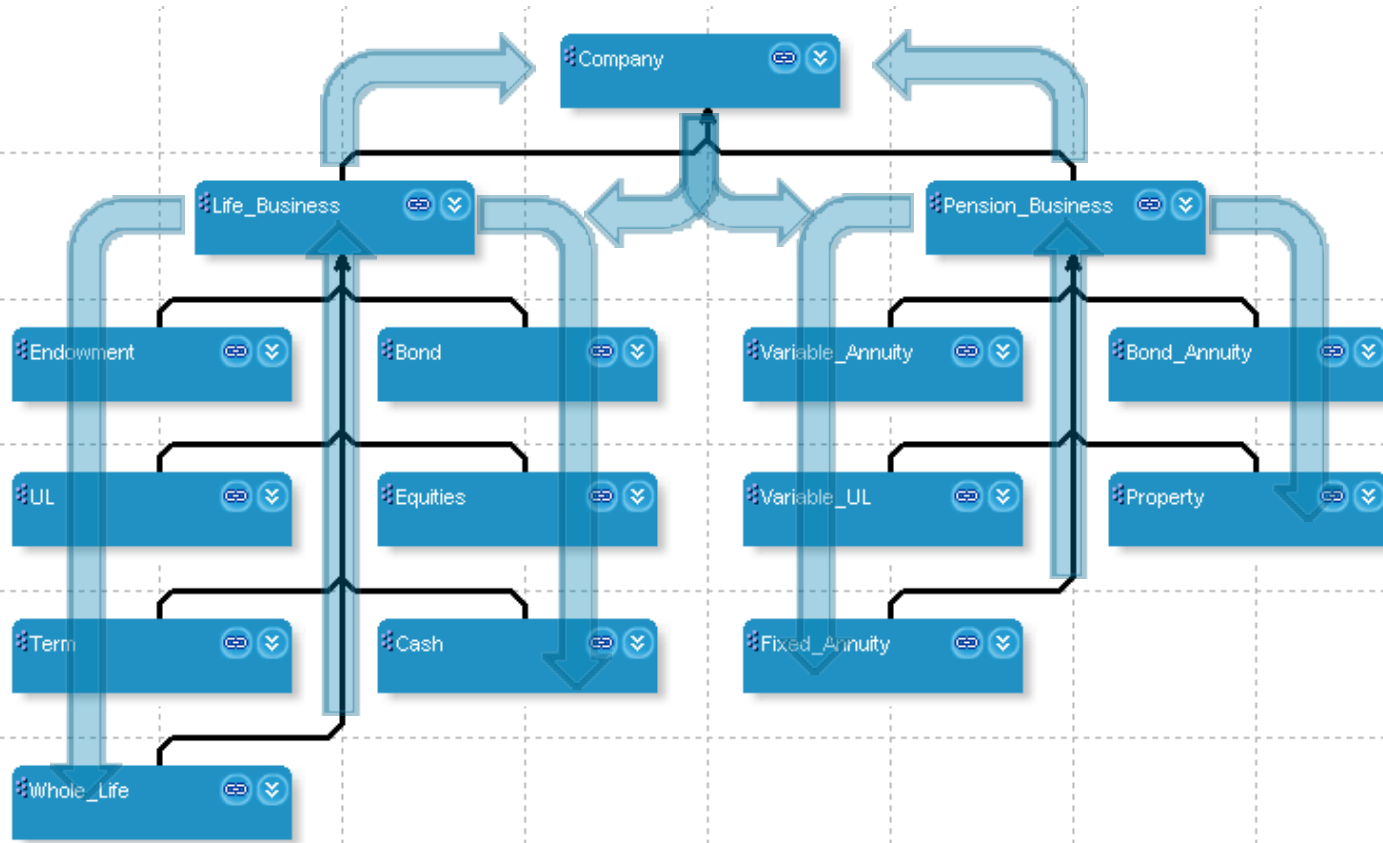 Company
Life_Business
Pension_Business
Endowment
Bond
Variable_Annuity
Bond_Annuity
UL
Equities
Variable_UL
Property
Term
Cash
Fixed_Annuity
Whole_Life